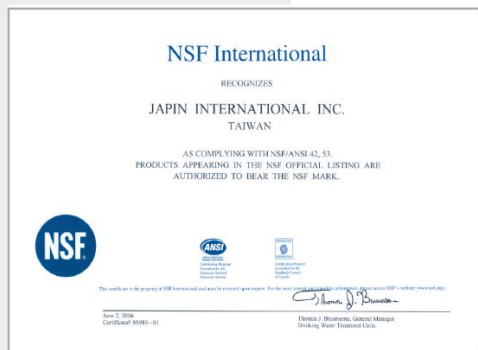 NSF International
RECOGNIZES
JAPIN INTERNATIONAL INC.
TAIWAN
AS COMPLYING WITH NSF/ANSI 42, 53.
PRODUCTS APPEARING IN THE NSF OFFICIAL LISTING ARE
AUTHORIZED TO BEAR THE NSF MARK.
NSF
ANSI
This certificate is the property of NSF International and must be returned upon request. For the most current and complete information, please access NSF's website (www.nsf.org).
June 2, 2006
Thomas J. Bruursema, General Manager
Drinking Water Treatment Units